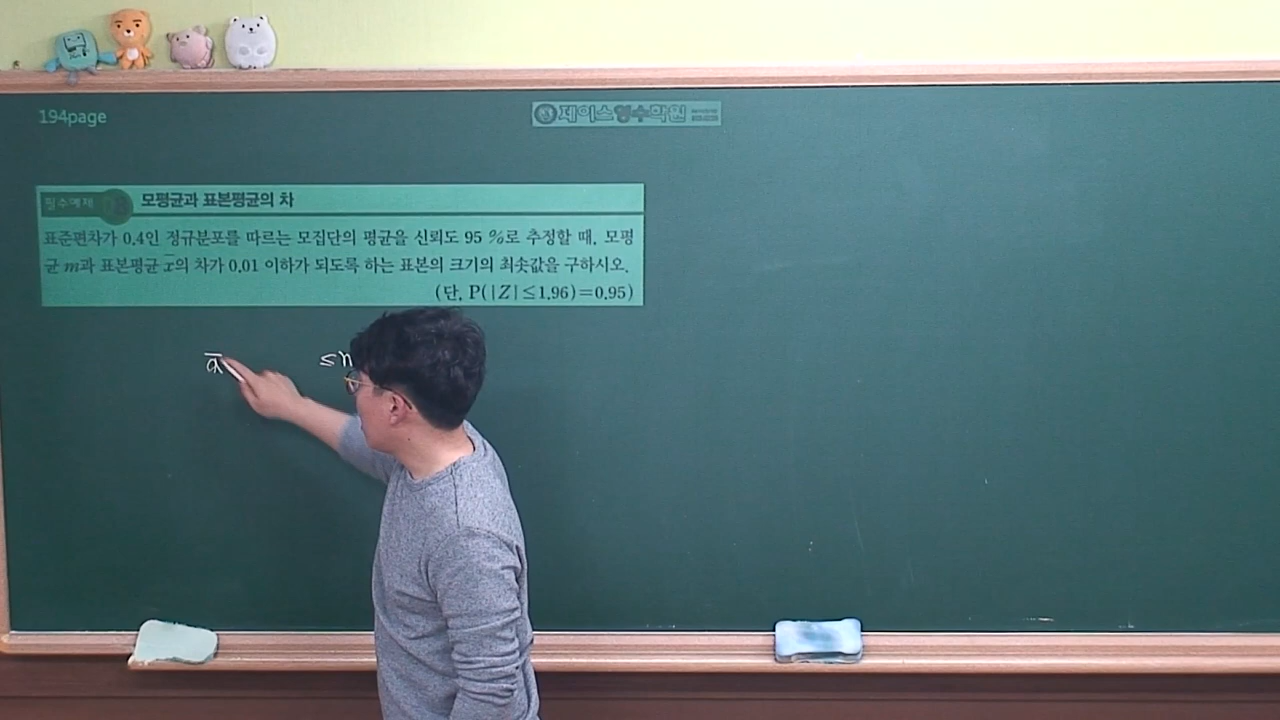 194page
제이스영수학원
필수예제 03 모평균과 표본평균의 차
표준편차가 0.4인 정규분포를 따르는 모집단의 평균을 신뢰도 95 %로 추정할 때, 모평
균 m과 표본평균 x̄의 차가 0.01 이하가 되도록 하는 표본의 크기의 최솟값을 구하시오.
(단, P(|Z|≤1.96)=0.95)
x̄ ≤ m